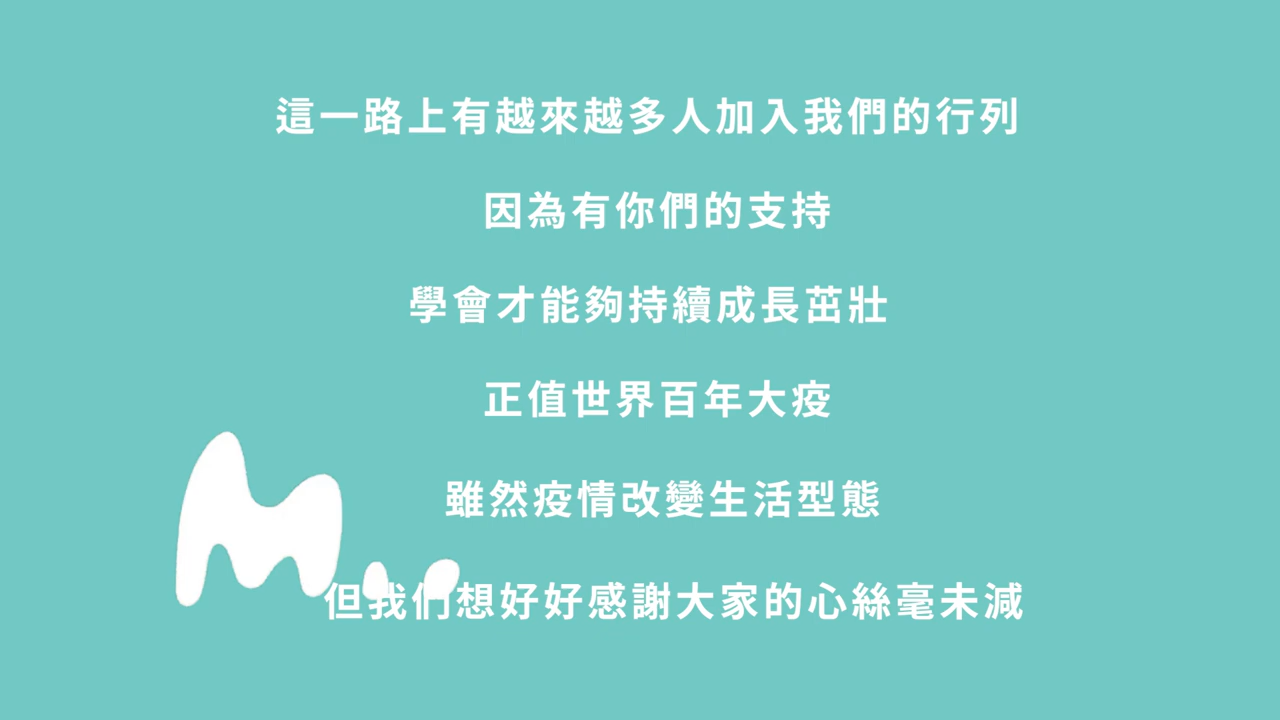 這一路上有越來越多人加入我們的行列
因為有你們的支持
學會才能夠持續成長茁壯
正值世界百年大疫
雖然疫情改變生活型態
但我們想好好感謝大家的心絲毫未減